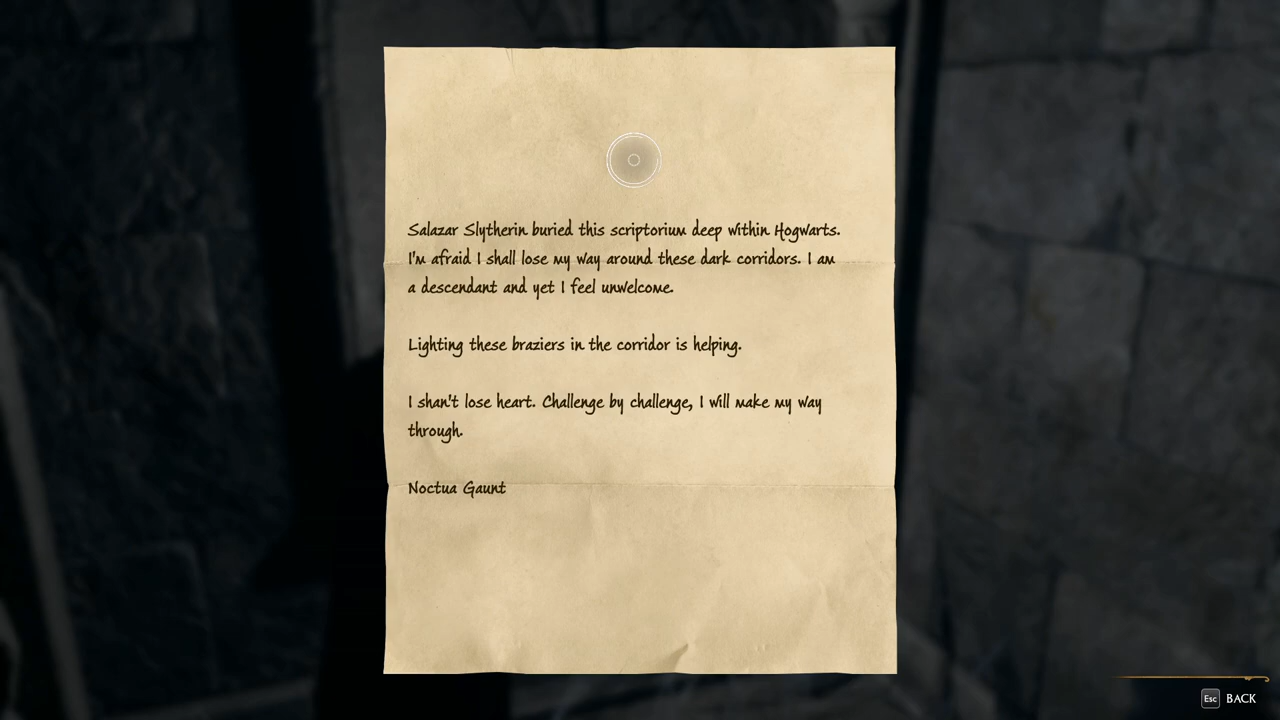 Salazar Slytherin buried this scriptorium deep within Hogwarts.
I'm afraid I shall lose my way around these dark corridors. I am
a descendant and yet I feel unwelcome.
Lighting these braziers in the corridor is helping.
I shan't lose heart. Challenge by challenge, I will make my way
through.
Noctua Gaunt
Esc BACK